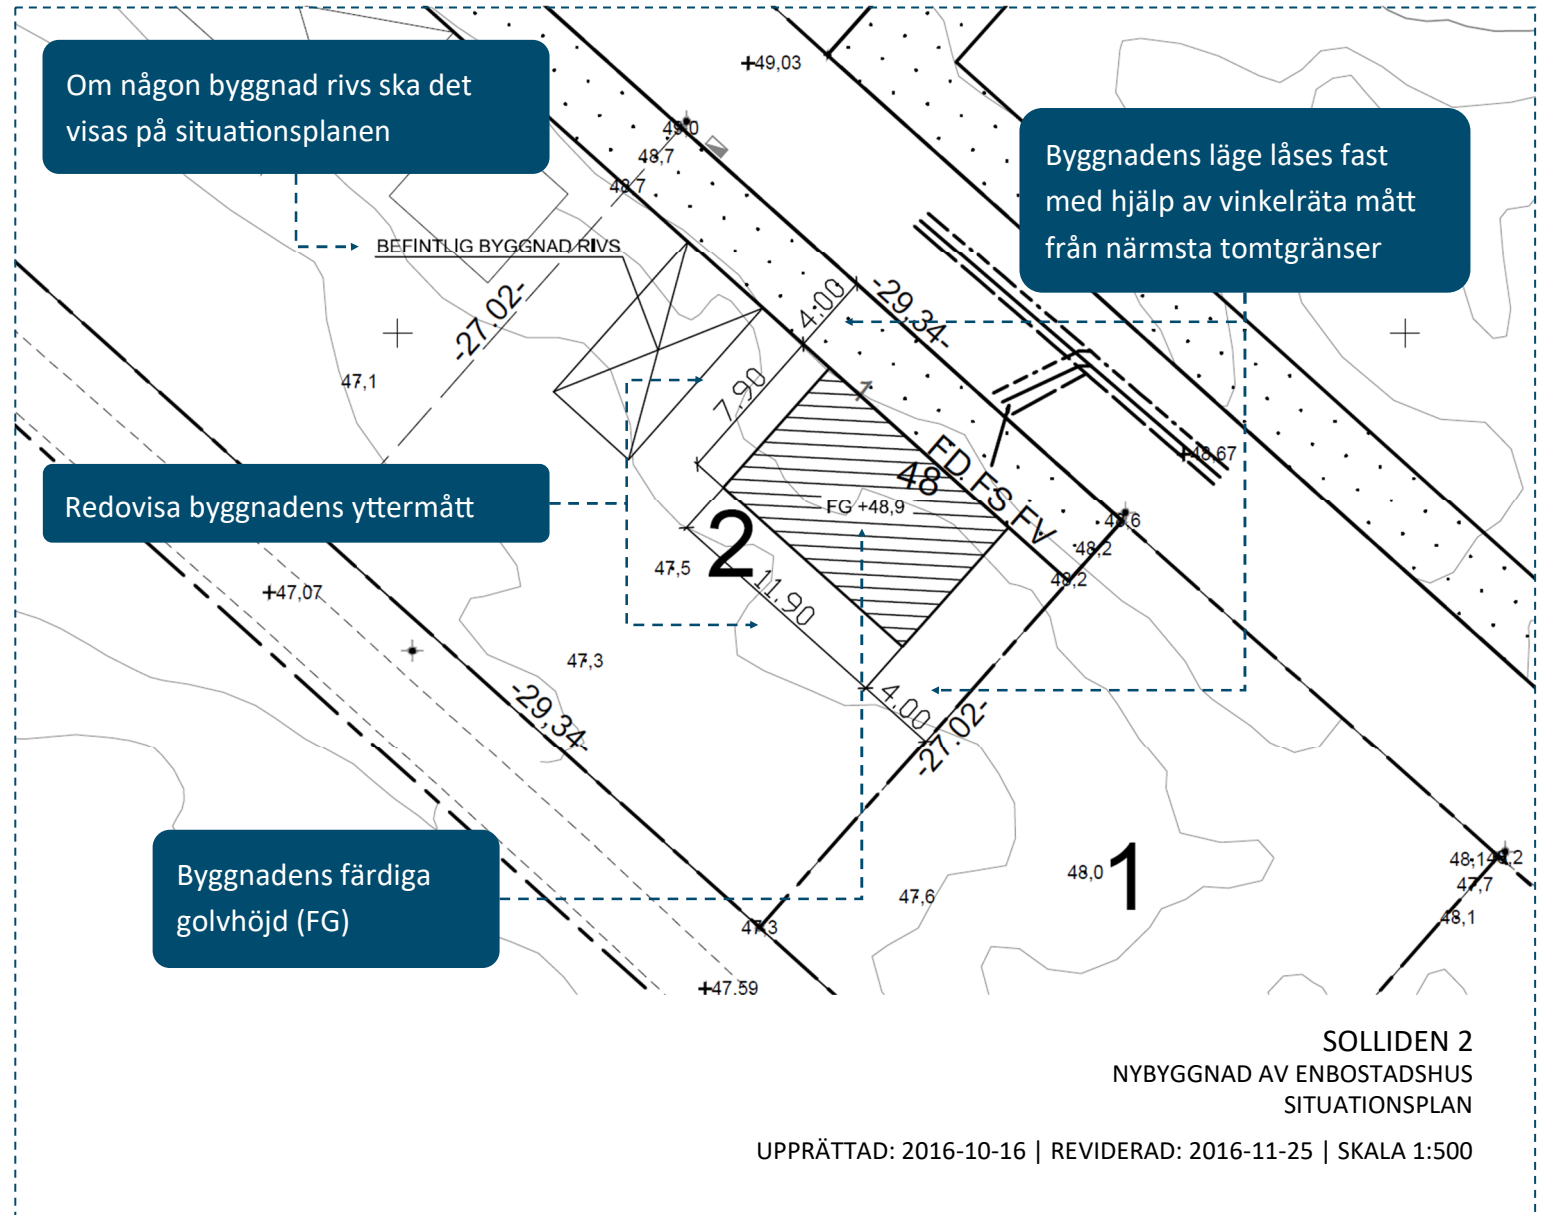 Om någon byggnad rivs ska det
visas på situationsplanen
+49,03
49,0
48,7
48,7
Byggnadens läge låses fast
med hjälp av vinkelräta mått
från närmsta tomtgränser
BEFINTLIG BYGGNAD RIVS
-27.02-
4.00
-29,34-
47,1
7.90
FD FS FV
48
+48,67
Redovisa byggnadens yttermått
FG +48,9
2
48,6
48,2
48,2
47,5
11.90
+47,07
47,3
-29,34-
4.00
-27.02-
Byggnadens färdiga
golvhöjd (FG)
1
48,0
47,6
48,1
47,7
48,1
47,3
+47.59
SOLLIDEN 2
NYBYGGNAD AV ENBOSTADSHUS
SITUATIONSPLAN
UPPRÄTTAD: 2016-10-16 | REVIDERAD: 2016-11-25 | SKALA 1:500